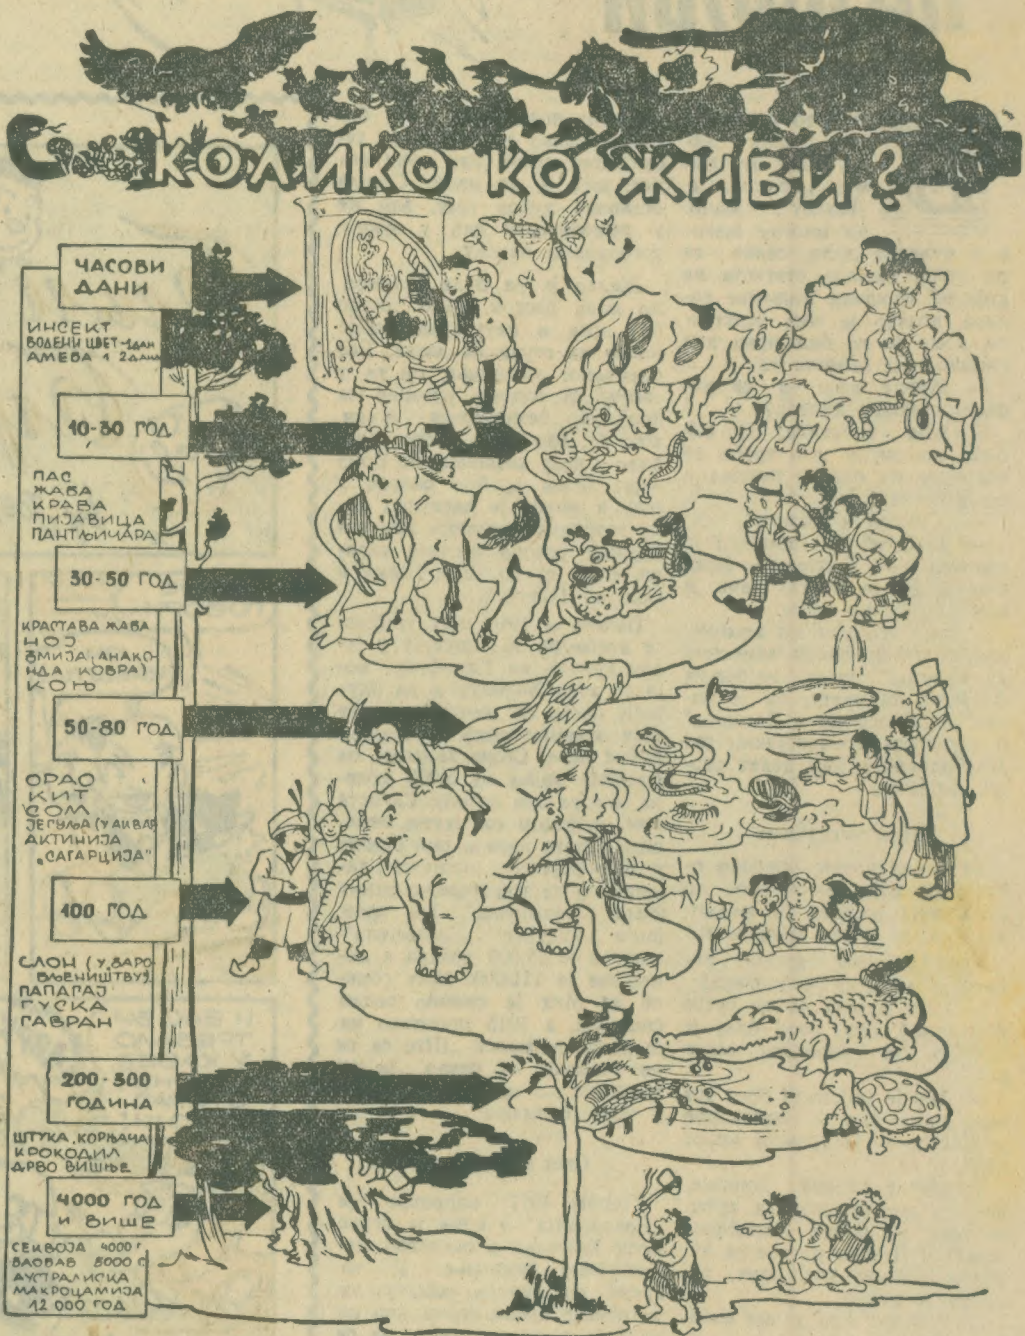 КОЛИКО КО ЖИВИ?
ЧАСОВИ
ДАНИ
ИНСЕКТ
ВОДЕНИ ЦВЕТ-1ДАН
АМЕБА 1 2ДАНА
10-30 ГОД
ПАС
ЖАБА
КРАВА
ПИЈАВИЦА
ПАНТЉИЧАРА
30-50 ГОД
КРАСТАВА ЖАБА
НОЈ
ЗМИЈА (АНАКО-
НДА КОБРА)
КОЊ
50-80 ГОД
ОРАО
КИТ
СОМ
ЈЕГУЉА (У АКВАР
АКТИНИЈА
„САГАРЦИЈА"
100 ГОД
СЛОН (У ЗАРО
БЉЕНИШТВУ)
ПАПАГАЈ
ГУСКА
ГАВРАН
200-300
ГОДИНА
ШТУКА, КОРЊАЧА
КРОКОДИЛ
ДРВО ВИШЊЕ
4000 ГОД
И ВИШЕ
СЕКВОЈА 4000 Г
БАОБАБ 5000 Г
АУСТРАЛИСКА
МАКРОЦАМИЈА
12 000 ГОД